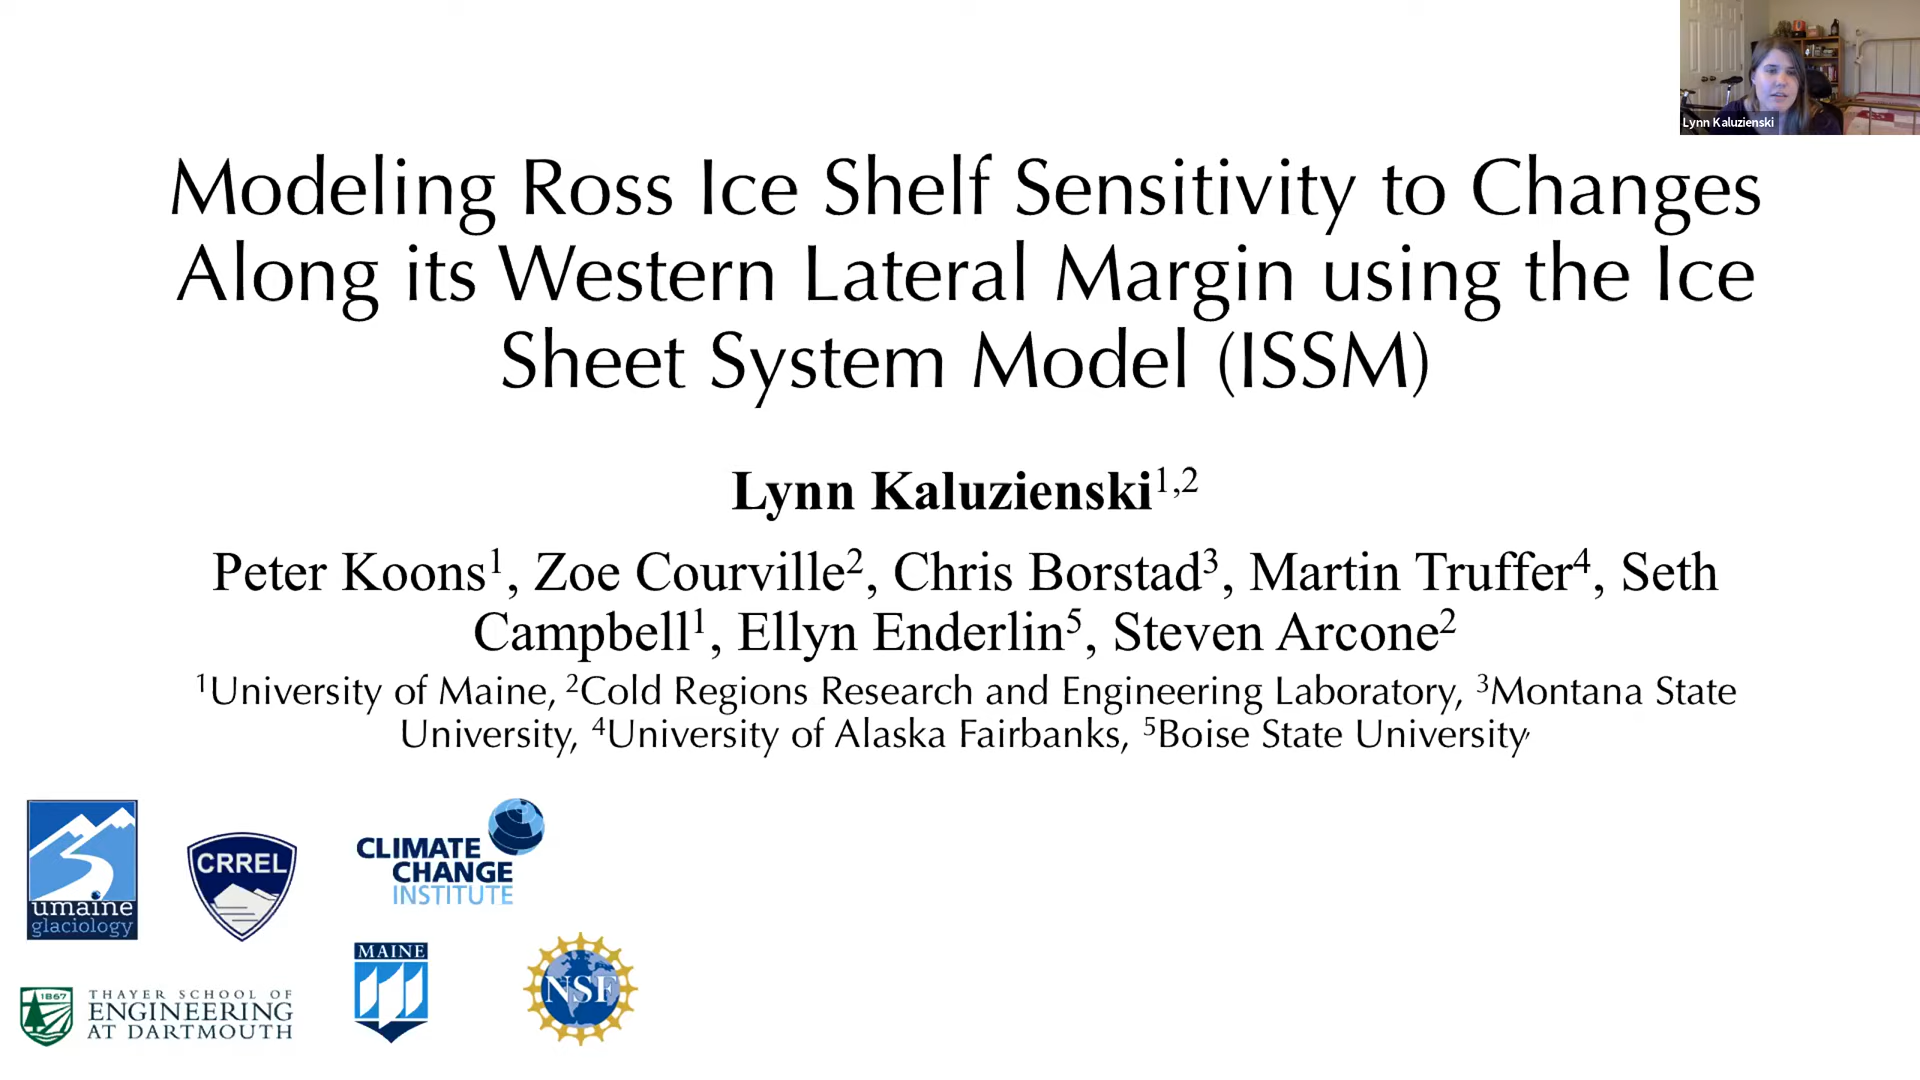 Lynn Kaluzienski
Modeling Ross Ice Shelf Sensitivity to Changes
Along its Western Lateral Margin using the Ice
Sheet System Model (ISSM)
Lynn Kaluzienski1,2
Peter Koons1, Zoe Courville2, Chris Borstad3, Martin Truffer4, Seth
Campbell1, Ellyn Enderlin5, Steven Arcone2
1University of Maine, 2Cold Regions Research and Engineering Laboratory, 3Montana State
University, 4University of Alaska Fairbanks, 5Boise State University,
umaine
glaciology
CRREL
CLIMATE
CHANGE
INSTITUTE
1867
THAYER SCHOOL OF
ENGINEERING
AT DARTMOUTH
MAINE
NSF